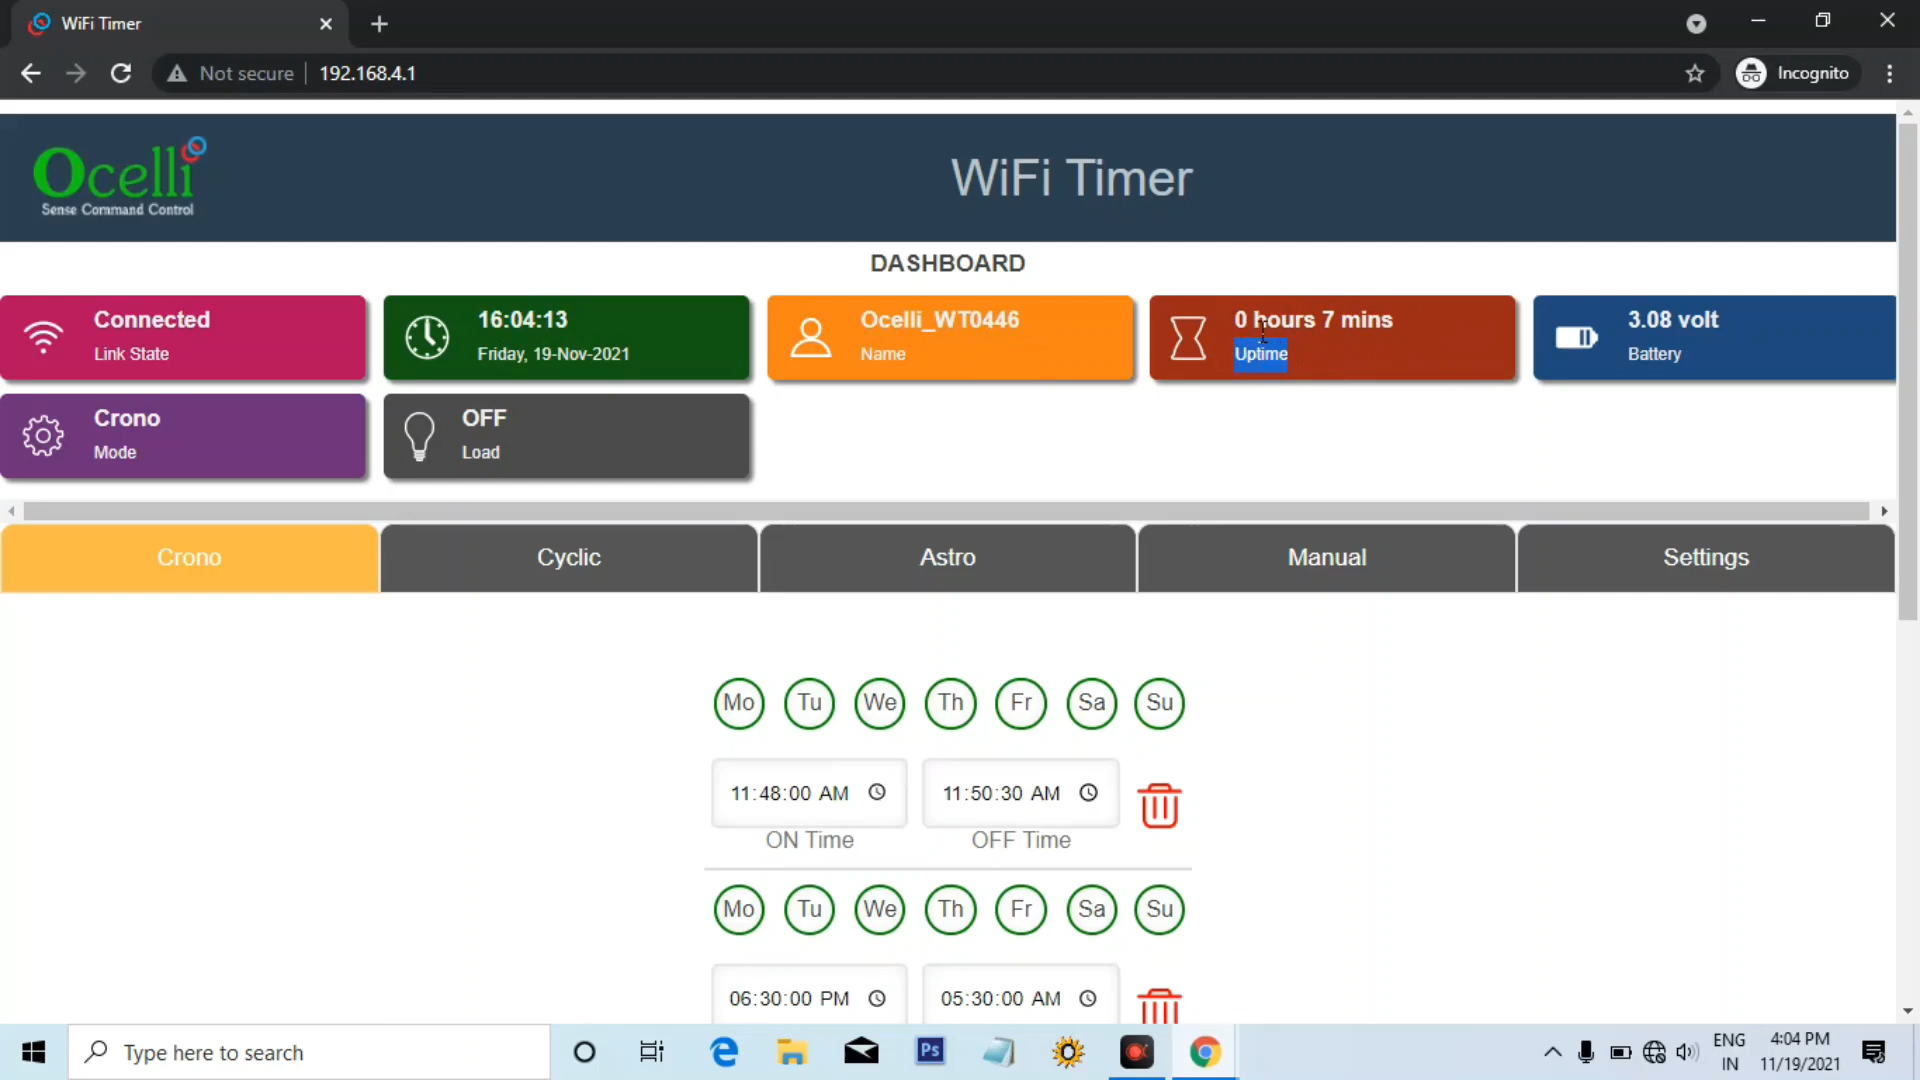 WiFi Timer
Not secure 192.168.4.1 Incognito
Ocelli
Sense Command Control
WiFi Timer
DASHBOARD
Connected
Link State
16:04:13
Friday, 19-Nov-2021
Ocelli_WT0446
Name
0 hours 7 mins
Uptime
3.08 volt
Battery
Crono
Mode
OFF
Load
Crono Cyclic Astro Manual Settings
Mo Tu We Th Fr Sa Su
11:48:00 AM 11:50:30 AM
ON Time OFF Time
Mo Tu We Th Fr Sa Su
06:30:00 PM 05:30:00 AM
Type here to search
Ps
ENG
IN
4:04 PM
11/19/2021